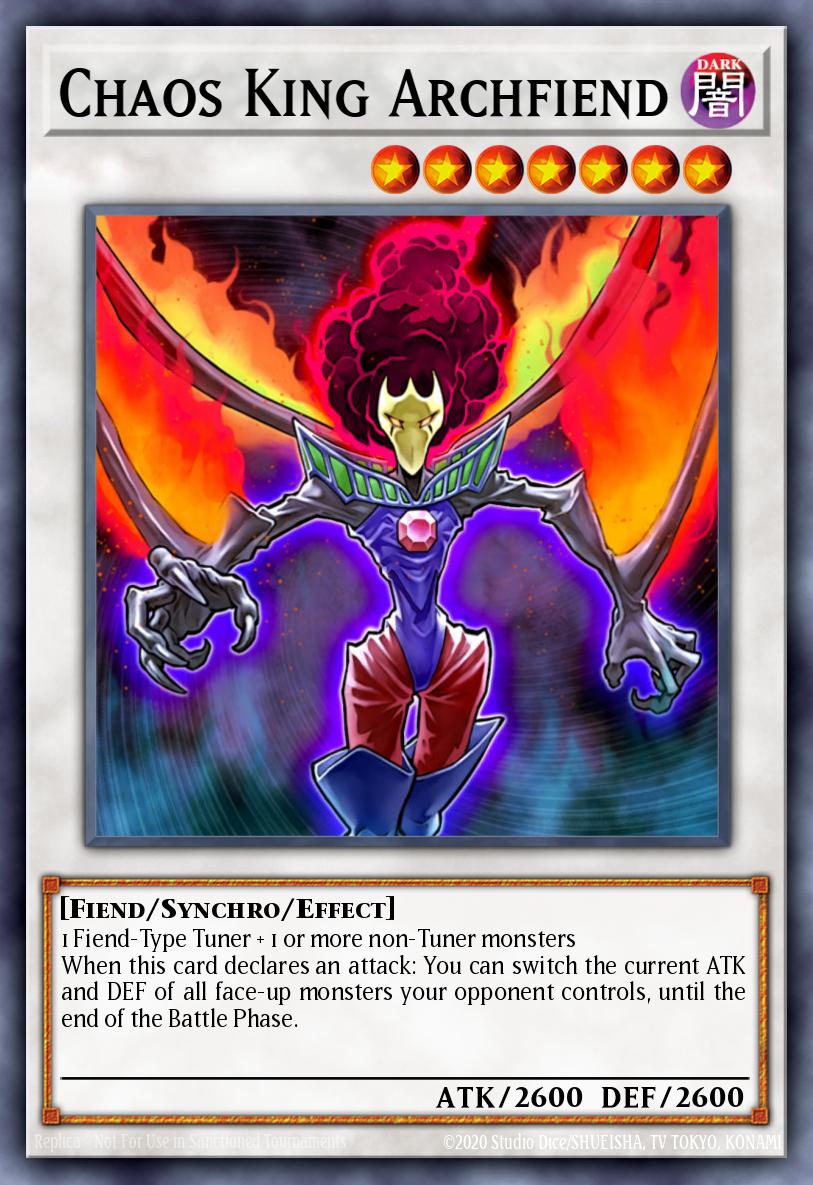 Chaos King Archfiend
DARK
闇
[Fiend/Synchro/Effect]
1 Fiend-Type Tuner + 1 or more non-Tuner monsters
When this card declares an attack: You can switch the current ATK
and DEF of all face-up monsters your opponent controls, until the
end of the Battle Phase.
ATK/2600 DEF/2600
Replica - Not For Use in Sanctioned Tournaments
©2020 Studio Dice/SHUEISHA, TV TOKYO, KONAMI